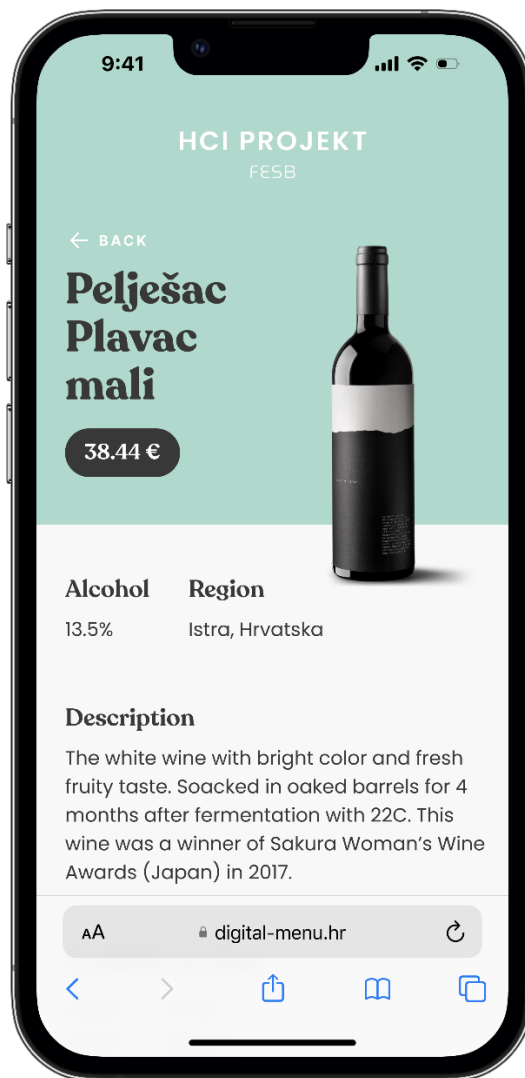 9:41
HCI PROJEKT
FESB
← BACK
Pelješac
Plavac
mali
38.44 €
Alcohol Region
13.5% Istra, Hrvatska
Description
The white wine with bright color and fresh
fruity taste. Soacked in oaked barrels for 4
months after fermentation with 22C. This
wine was a winner of Sakura Woman's Wine
Awards (Japan) in 2017.
AA digital-menu.hr